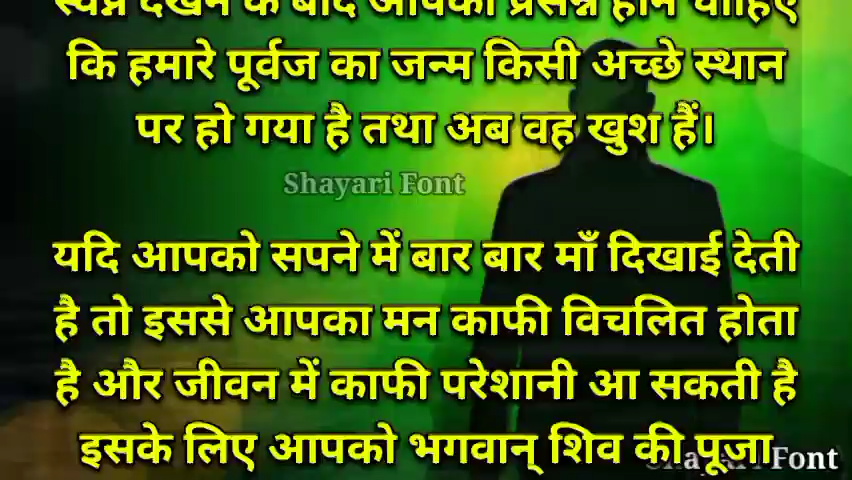 स्वप्न देखने के बाद आपको प्रसन्न होने चाहिए
कि हमारे पूर्वज का जन्म किसी अच्छे स्थान
पर हो गया है तथा अब वह खुश हैं।
Shayari Font
यदि आपको सपने में बार बार माँ दिखाई देती
है तो इससे आपका मन काफी विचलित होता
है और जीवन में काफी परेशानी आ सकती है
इसके लिए आपको भगवान् शिव की पूजा
Shayari Font